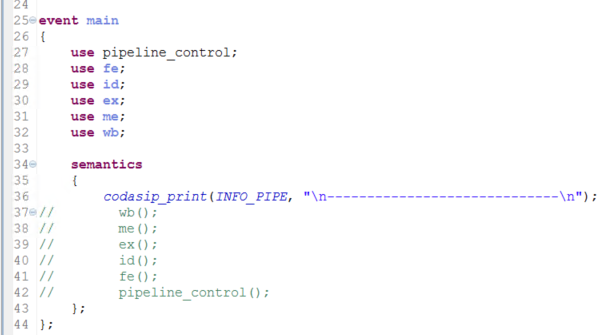 24
25 event main
26 {
27 use pipeline_control;
28 use fe;
29 use id;
30 use ex;
31 use me;
32 use wb;
33
34 semantics
35 {
36 codasip_print(INFO_PIPE, "\n-----------------------------\n");
37 // wb();
38 // me();
39 // ex();
40 // id();
41 // fe();
42 // pipeline_control();
43 };
44 };